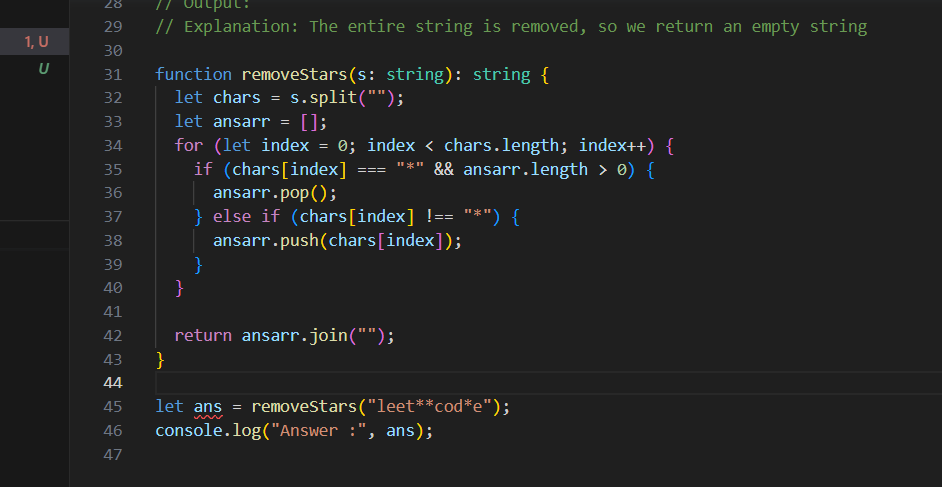 28 // Output:
29 // Explanation: The entire string is removed, so we return an empty string
1, U
30
U
31 function removeStars(s: string): string {
32 let chars = s.split("");
33 let ansarr = [];
34 for (let index = 0; index < chars.length; index++) {
35 if (chars[index] === "*" && ansarr.length > 0) {
36 ansarr.pop();
37 } else if (chars[index] !== "*") {
38 ansarr.push(chars[index]);
39 }
40 }
41
42 return ansarr.join("");
43 }
44
45 let ans = removeStars("leet**cod*e");
46 console.log("Answer :", ans);
47